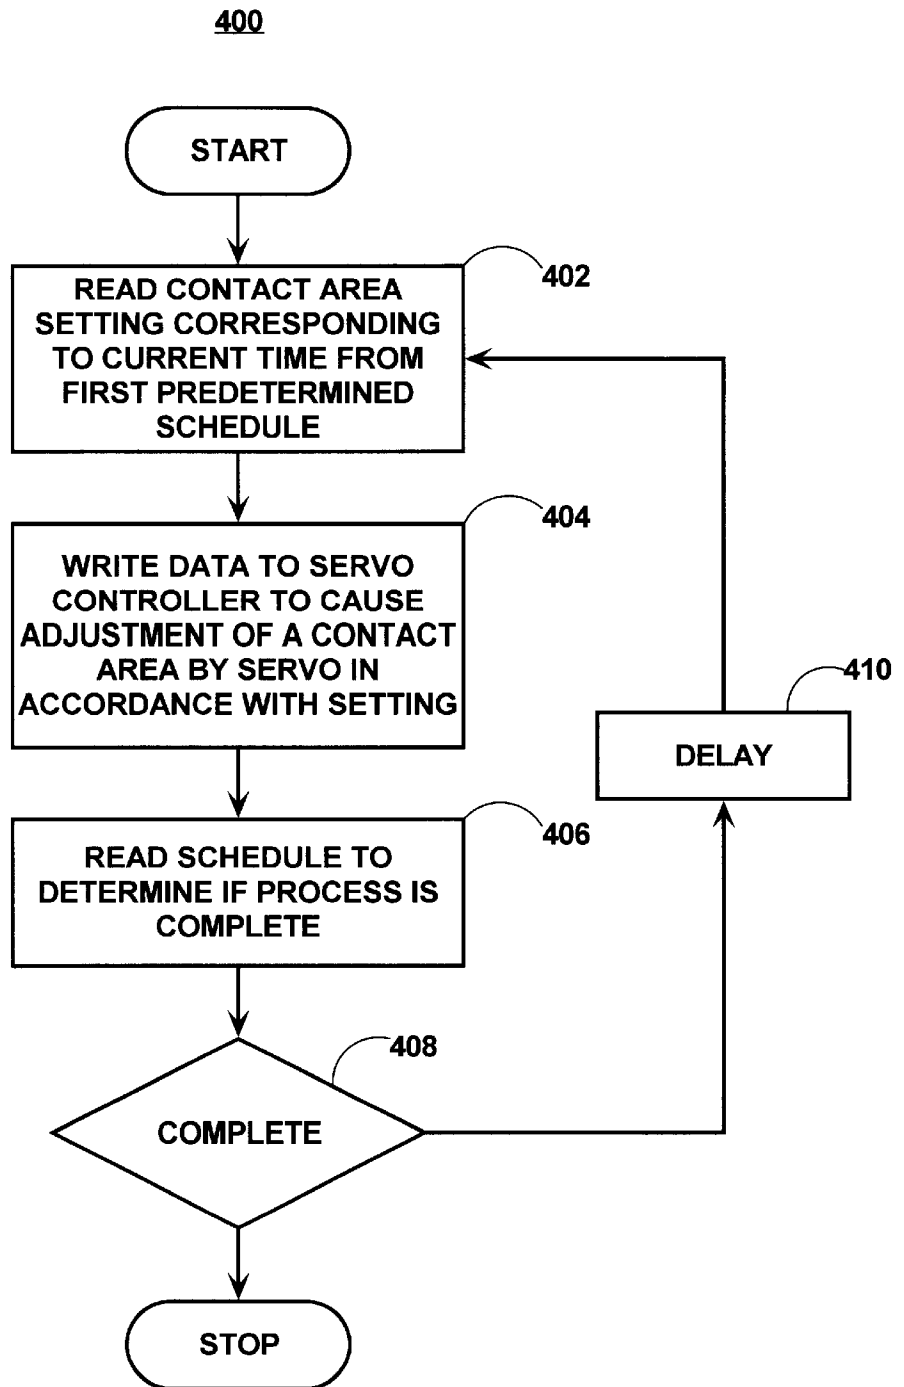 400
START
402
READ CONTACT AREA
SETTING CORRESPONDING
TO CURRENT TIME FROM
FIRST PREDETERMINED
SCHEDULE
404
WRITE DATA TO SERVO
CONTROLLER TO CAUSE
ADJUSTMENT OF A CONTACT
AREA BY SERVO IN
ACCORDANCE WITH SETTING
410
DELAY
406
READ SCHEDULE TO
DETERMINE IF PROCESS IS
COMPLETE
408
COMPLETE
STOP